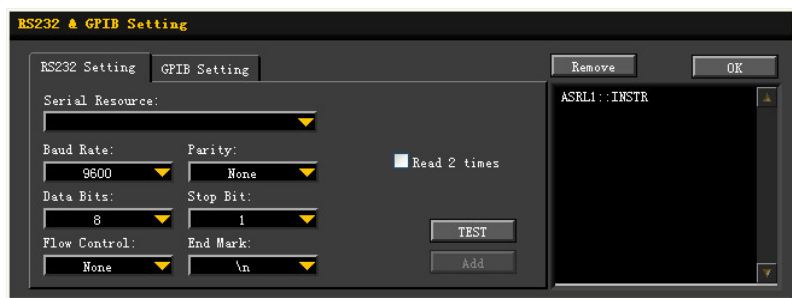 RS232 & GPIB Setting
RS232 Setting
GPIB Setting
Serial Resource:
Baud Rate:
Parity:
9600
None
Data Bits:
Stop Bit:
8
1
Flow Control:
End Mark:
None
\n
Read 2 times
TEST
Add
Remove
OK
ASRL1::INSTR